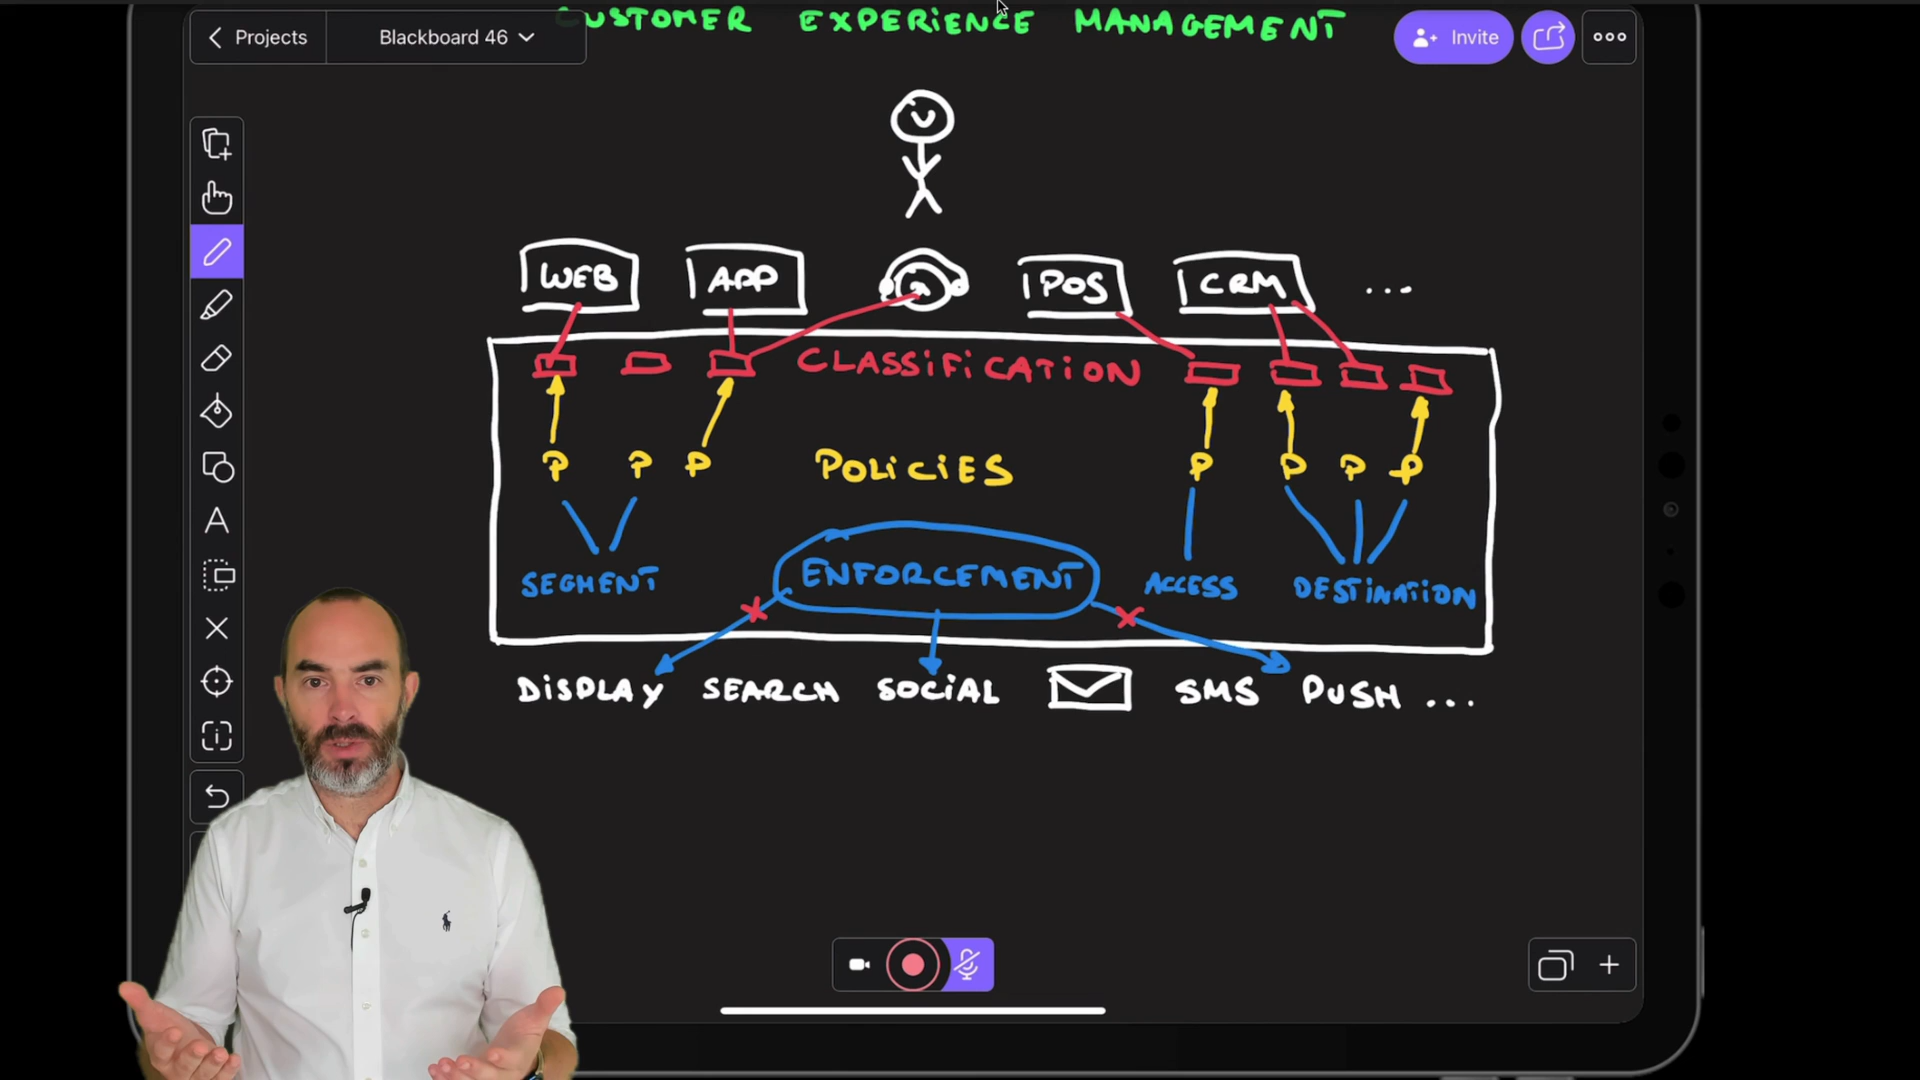 CUSTOMER EXPERIENCE MANAGEMENT
Projects
Blackboard 46
Invite
WEB
APP
POS
CRM
...
CLASSIFICATION
P P P POLICIES P P P P
SEGMENT
ENFORCEMENT
ACCESS
DESTINATION
DISPLAY SEARCH SOCIAL SMS PUSH ...